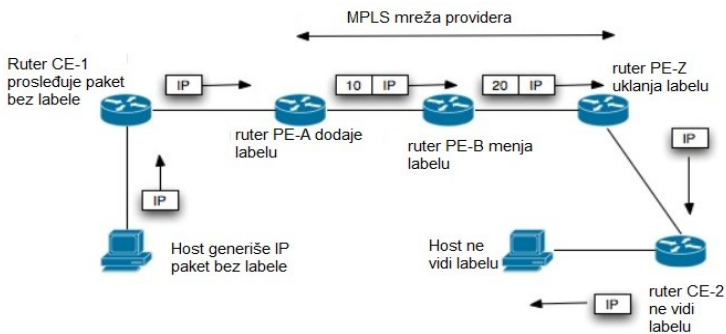 MPLS mreža providera
Ruter CE-1
prosleđuje paket
bez labele
IP
10 IP
20 IP
ruter PE-Z
uklanja labelu
ruter PE-A dodaje
labelu
ruter PE-B menja
labelu
IP
IP
Host generiše IP
paket bez labele
Host ne
vidi labelu
IP
ruter CE-2
ne vidi
labelu